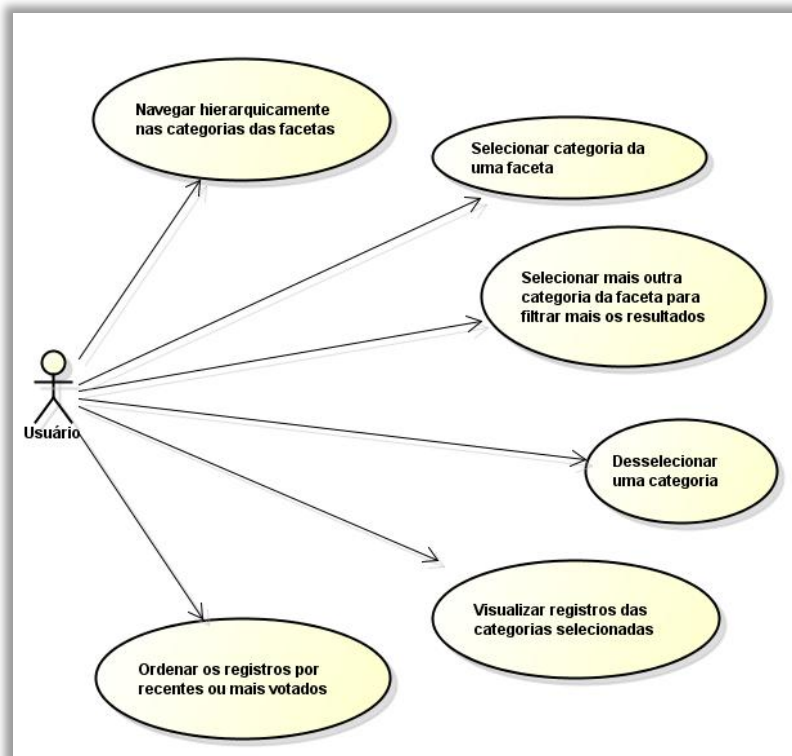 Navegar hierarquicamente
nas categorias das facetas
Selecionar categoria da
uma faceta
Selecionar mais outra
categoria da faceta para
filtrar mais os resultados
Usuário
Desselecionar
uma categoria
Visualizar registros das
categorias selecionadas
Ordenar os registros por
recentes ou mais votados